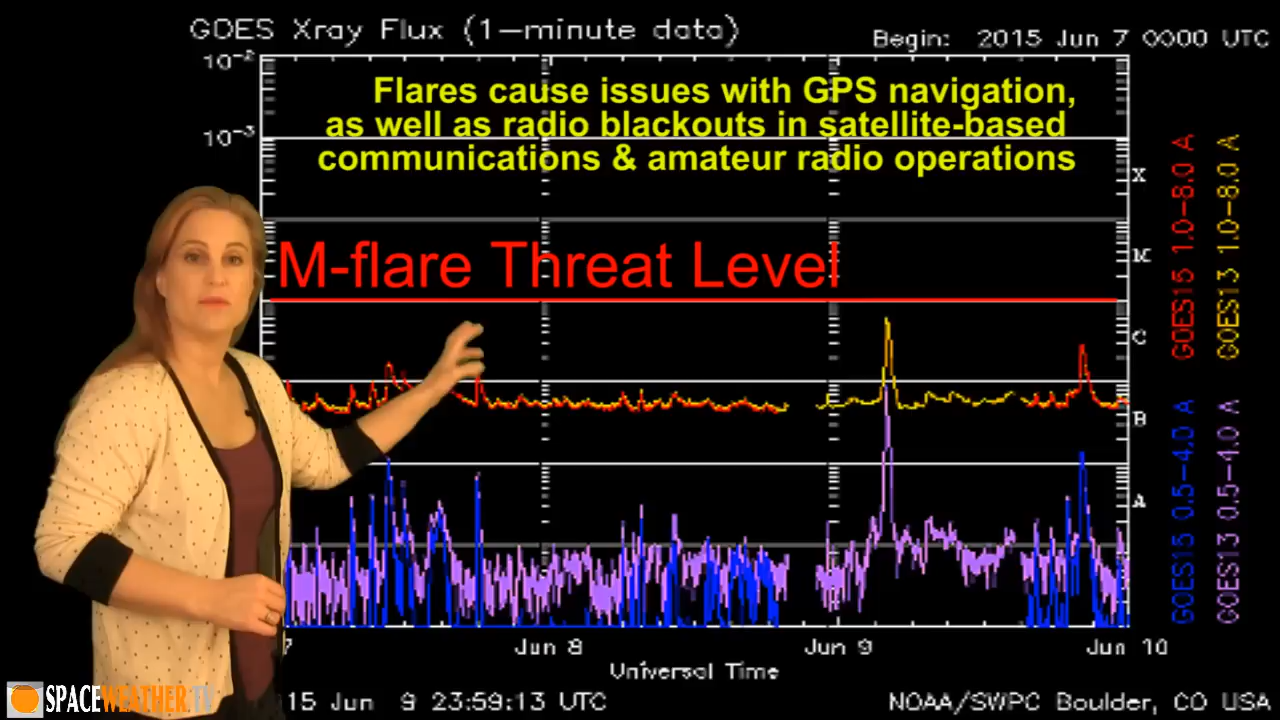 GOES Xray Flux (1-minute data)
Begin: 2015 Jun 7 0000 UTC
10-2
Flares cause issues with GPS navigation,
as well as radio blackouts in satellite-based
communications & amateur radio operations
10-3
X
M-flare Threat Level
M
C
B
A
GOES15 1.0-8.0 A
GOES13 1.0-8.0 A
GOES15 0.5-4.0 A
GOES13 0.5-4.0 A
7
Jun 8
Jun 9
Jun 10
Universal Time
15 Jun 9 23:59:13 UTC
NOAA/SWPC Boulder, CO USA
SPACEWEATHER.TV